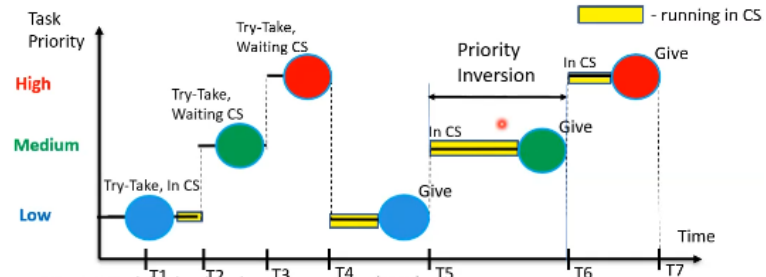 Task
Priority
- running in CS
Try-Take,
Waiting CS
Priority
Inversion
In CS
Give
High
Try-Take,
Waiting CS
In CS
Give
Medium
Try-Take, In CS
Give
Low
Time
T1 T2 T3 T4 T5 T6 T7